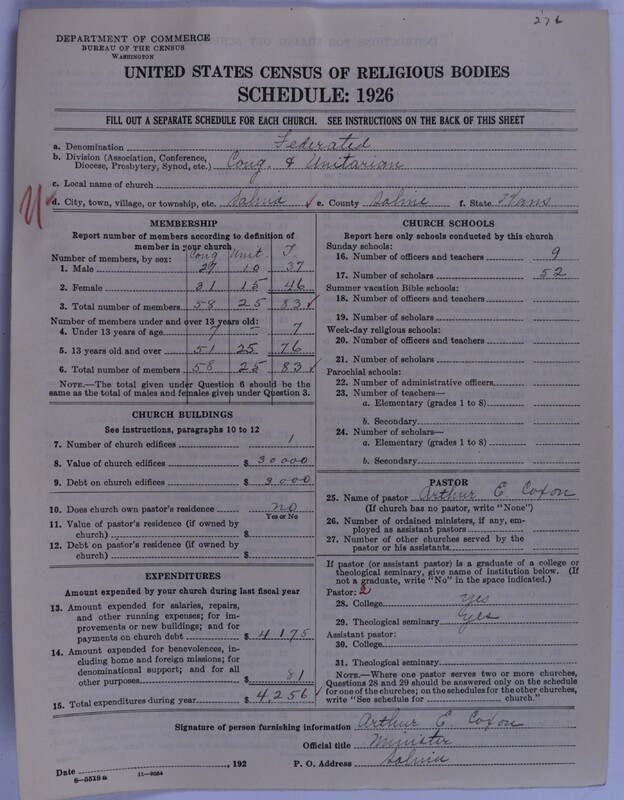 276
DEPARTMENT OF COMMERCE
BUREAU OF THE CENSUS
WASHINGTON
UNITED STATES CENSUS OF RELIGIOUS BODIES
SCHEDULE: 1926
FILL OUT A SEPARATE SCHEDULE FOR EACH CHURCH. SEE INSTRUCTIONS ON THE BACK OF THIS SHEET
a. Denomination Federated
b. Division (Association, Conference, Diocese, Presbytery, Synod, etc.) Cong. & Unitarian
c. Local name of church
d. City, town, village, or township, etc. Salina e. County Saline f. State Kans
MEMBERSHIP
Report number of members according to definition of member in your church
Cong Unit. T.
Number of members, by sex:
1. Male 27 10 37
2. Female 31 15 46
3. Total number of members 58 25 83
Number of members under and over 13 years old:
4. Under 13 years of age 7 – 7
5. 13 years old and over 51 25 76
6. Total number of members 58 25 83
NOTE.—The total given under Question 6 should be the same as the total of males and females given under Question 3.
CHURCH BUILDINGS
See instructions, paragraphs 10 to 12
7. Number of church edifices 1
8. Value of church edifices $ 30000
9. Debt on church edifices $ 9000
10. Does church own pastor's residence no
Yes or No
11. Value of pastor's residence (if owned by church) $
12. Debt on pastor's residence (if owned by church) $
EXPENDITURES
Amount expended by your church during last fiscal year
13. Amount expended for salaries, repairs, and other running expenses; for improvements or new buildings; and for payments on church debt $ 4175
14. Amount expended for benevolences, including home and foreign missions; for denominational support; and for all other purposes $ 81
15. Total expenditures during year $ 4,256
CHURCH SCHOOLS
Report here only schools conducted by this church
Sunday schools:
16. Number of officers and teachers 9
17. Number of scholars 52
Summer vacation Bible schools:
18. Number of officers and teachers
19. Number of scholars
Week-day religious schools:
20. Number of officers and teachers
21. Number of scholars
Parochial schools:
22. Number of administrative officers
23. Number of teachers—
a. Elementary (grades 1 to 8)
b. Secondary
24. Number of scholars—
a. Elementary (grades 1 to 8)
b. Secondary
PASTOR
25. Name of pastor Arthur E Coxon
(If church has no pastor, write "None")
26. Number of ordained ministers, if any, employed as assistant pastors
27. Number of other churches served by the pastor or his assistants
If pastor (or assistant pastor) is a graduate of a college or theological seminary, give name of institution below. (If not a graduate, write "No" in the space indicated.)
Pastor: 2
28. College yes
29. Theological seminary yes
Assistant pastor:
30. College
31. Theological seminary
NOTE.—Where one pastor serves two or more churches, Questions 28 and 29 should be answered only on the schedule for one of the churches; on the schedules for the other churches, write "See schedule for church."
Signature of person furnishing information Arthur E Coxon
Official title Minister
Date , 192 P. O. Address Salina
8-5518 a 11-9684